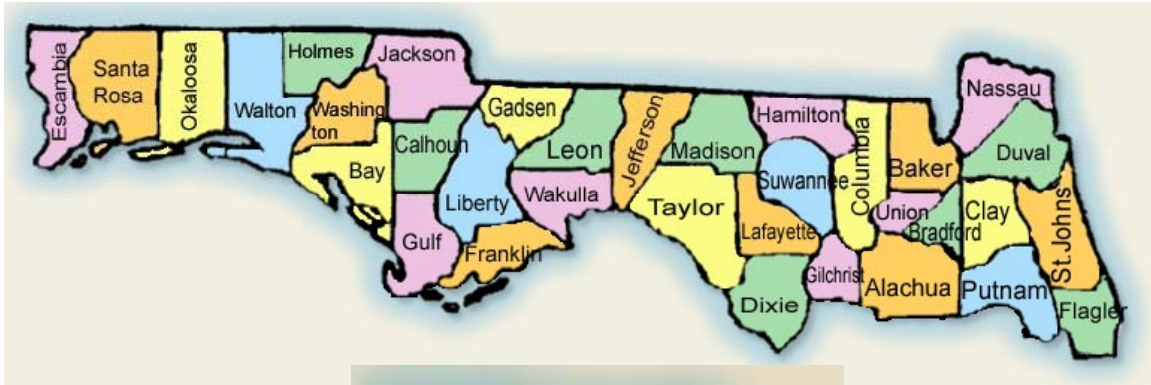 Escambia
Santa
Rosa
Okaloosa
Walton
Holmes
Washing
ton
Jackson
Bay
Calhoun
Gulf
Gadsen
Liberty
Franklin
Leon
Wakulla
Jefferson
Madison
Taylor
Hamilton
Suwannee
Lafayette
Dixie
Columbia
Gilchrist
Baker
Union
Bradford
Alachua
Nassau
Duval
Clay
St.Johns
Putnam
Flagler